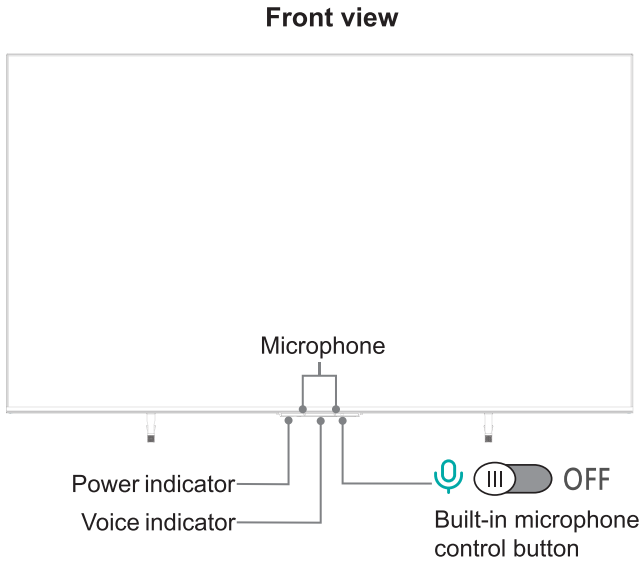 Front view
Microphone
Power indicator
Voice indicator
OFF
Built-in microphone
control button